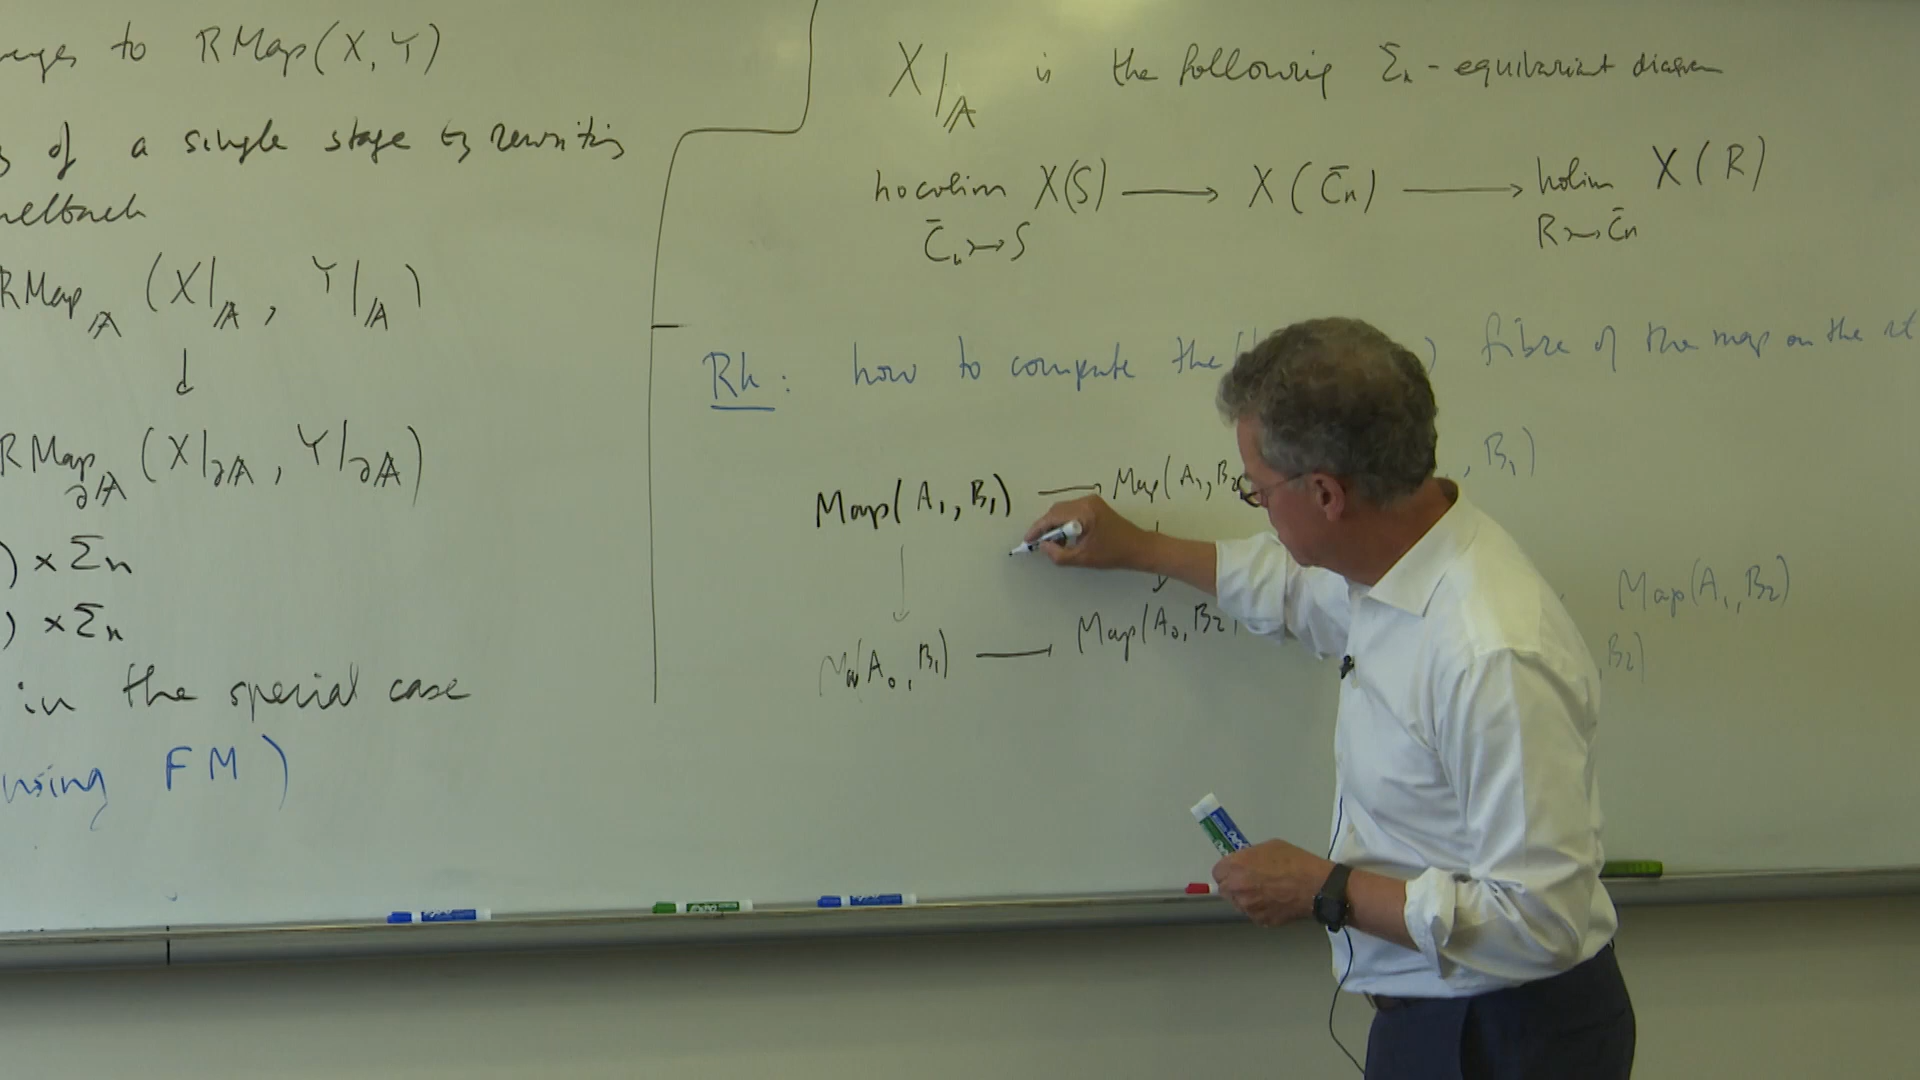 to RMap(X, Y)
of a single stage by rewriting
RMap_𝔸 (X|_𝔸, Y|_𝔸)
↓
RMap_∂𝔸 (X|_∂𝔸, Y|_∂𝔸)
) × Σn
) × Σn
in the special case
using FM)
X|_𝔸 is the following Σn-equivariant diagram
hocolim X(S) ⟶ X(C̄n) ⟶ holim X(R)
C̄n ↣ S R ↣ C̄n
Rk: how to compute the ( ) fibre of the map on the rt
Map(A₁, B₁) ⟶ Map(A₁, B₂
, B₁)
↓ ↓
Map(A₁, B₂)
Map(A₀, B₁) ⟶ Map(A₀, B₂)
, B₂)